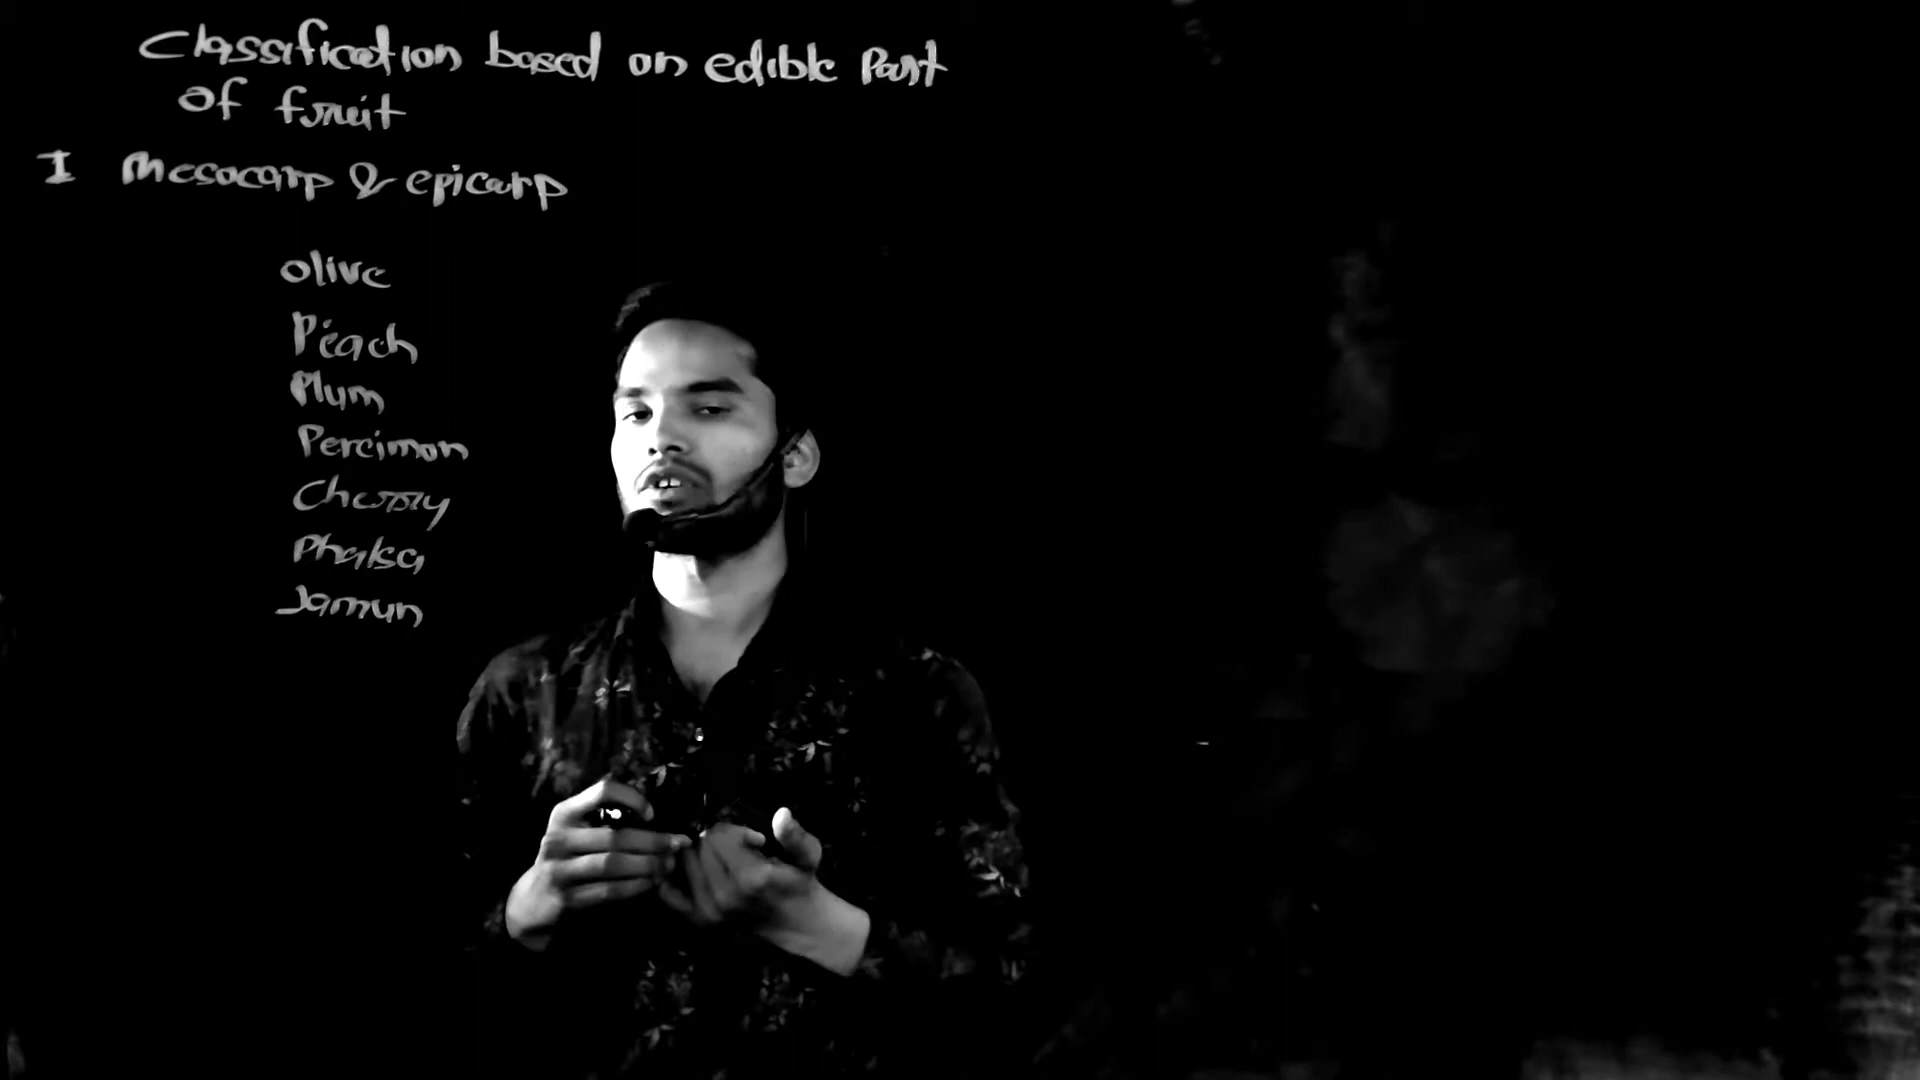 Classification based on edible Part
of fruit
I Mesocarp & epicarp
olive
Peach
Plum
Percimon
Cherry
Phalsa
Jamun